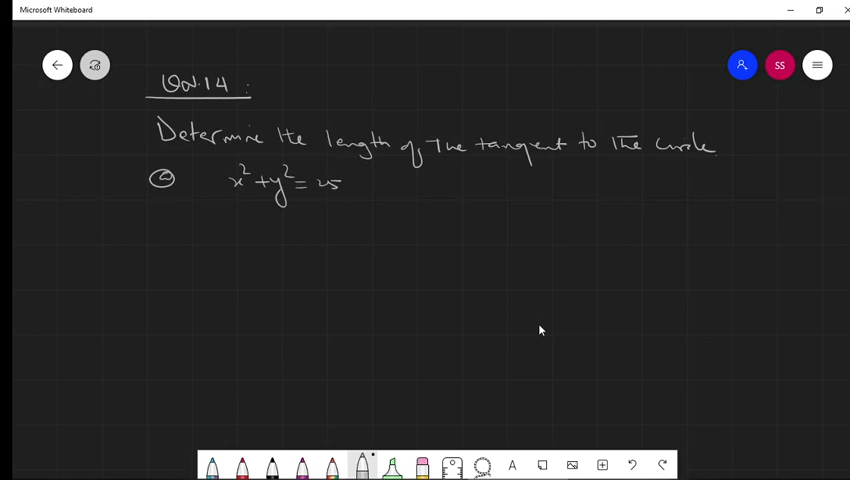 Microsoft Whiteboard
SS
Qn.14 :
Determine the length of the tangent to the circle.
a x² + y² = 25
A